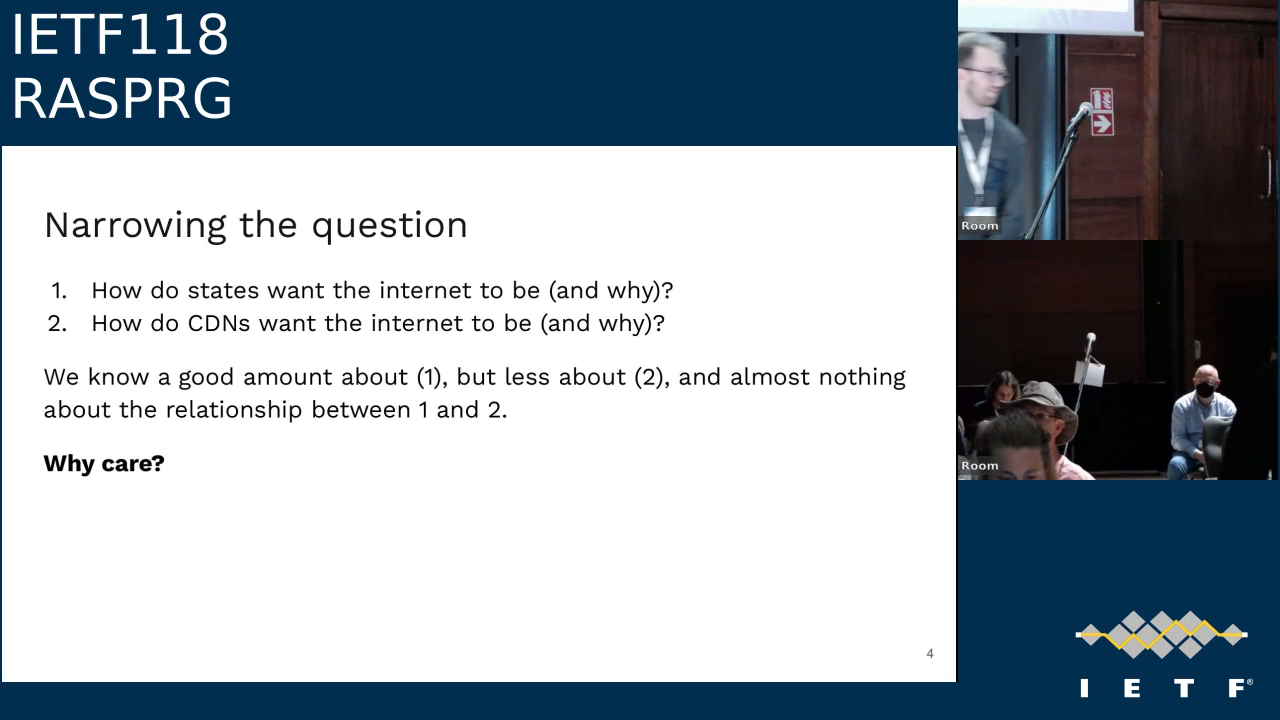 IETF118
RASPRG
Narrowing the question
1. How do states want the internet to be (and why)?
2. How do CDNs want the internet to be (and why)?
We know a good amount about (1), but less about (2), and almost nothing
about the relationship between 1 and 2.
Why care?
4
Room
Room
I E T F®